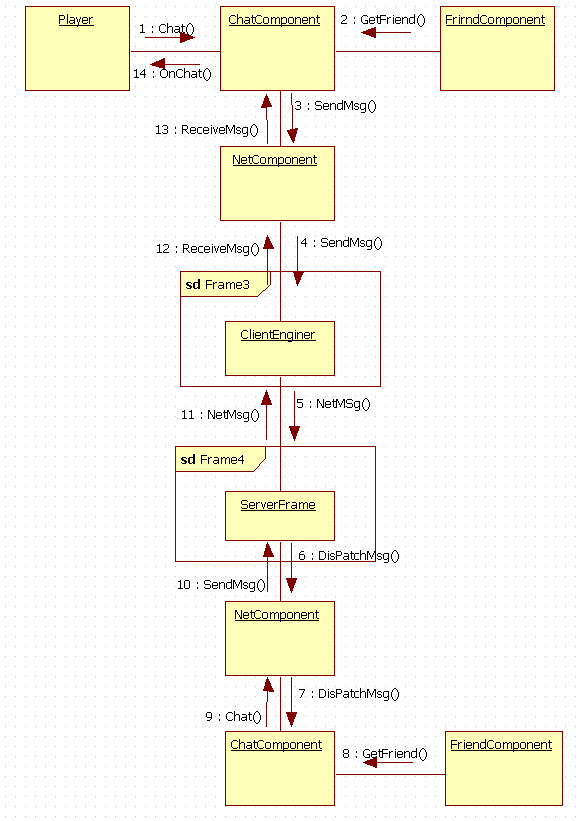 Player
1 : Chat()
ChatComponent
2 : GetFriend()
FrirndComponent
14 : OnChat()
3 : SendMsg()
13 : ReceiveMsg()
NetComponent
12 : ReceiveMsg()
4 : SendMsg()
sd Frame3
ClientEnginer
11 : NetMsg()
5 : NetMSg()
sd Frame4
ServerFrame
6 : DisPatchMsg()
10 : SendMsg()
NetComponent
7 : DisPatchMsg()
9 : Chat()
ChatComponent
8 : GetFriend()
FriendComponent